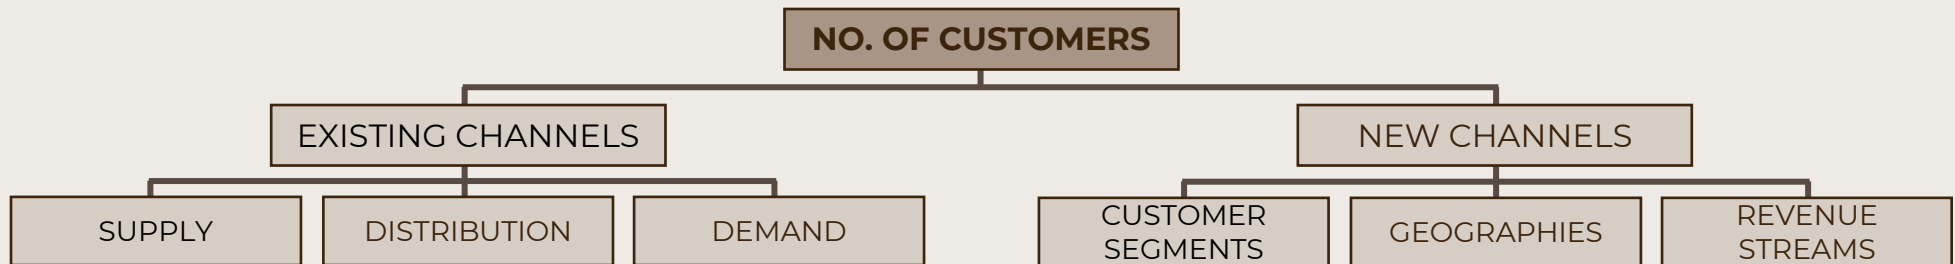 NO. OF CUSTOMERS
EXISTING CHANNELS
NEW CHANNELS
SUPPLY
DISTRIBUTION
DEMAND
CUSTOMER
SEGMENTS
GEOGRAPHIES
REVENUE
STREAMS